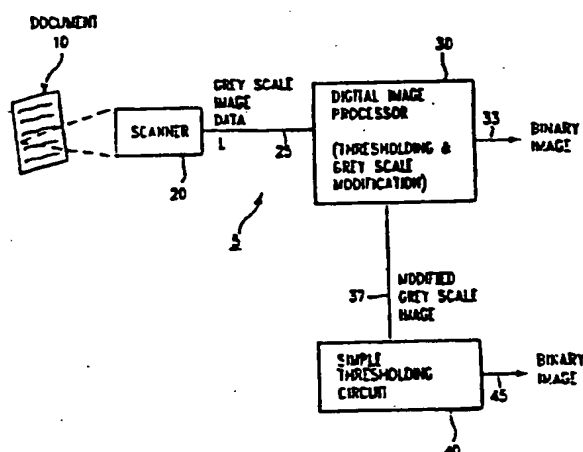 DOCUMENT
10
SCANNER
20
GREY SCALE
IMAGE
DATA
L
25
5
30
DIGITAL IMAGE
PROCESSOR
(THRESHOLDING &
GREY SCALE
MODIFICATION)
33
BINARY
IMAGE
37
MODIFIED
GREY SCALE
IMAGE
SIMPLE
THRESHOLDING
CIRCUIT
45
BINARY
IMAGE
40